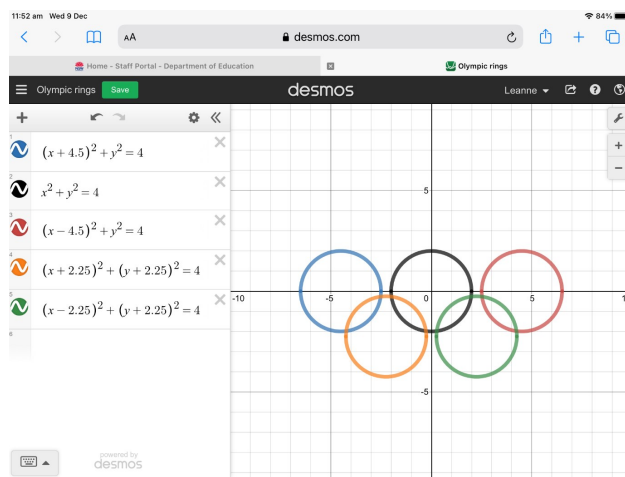 11:52 am Wed 9 Dec 84%
AA desmos.com
Home - Staff Portal - Department of Education Olympic rings
Olympic rings Save desmos Leanne
1
(x + 4.5)² + y² = 4
2
x² + y² = 4
3
(x − 4.5)² + y² = 4
4
(x + 2.25)² + (y + 2.25)² = 4
5
(x − 2.25)² + (y + 2.25)² = 4
6
5
-10 -5 0 5 1
-5
powered by
desmos